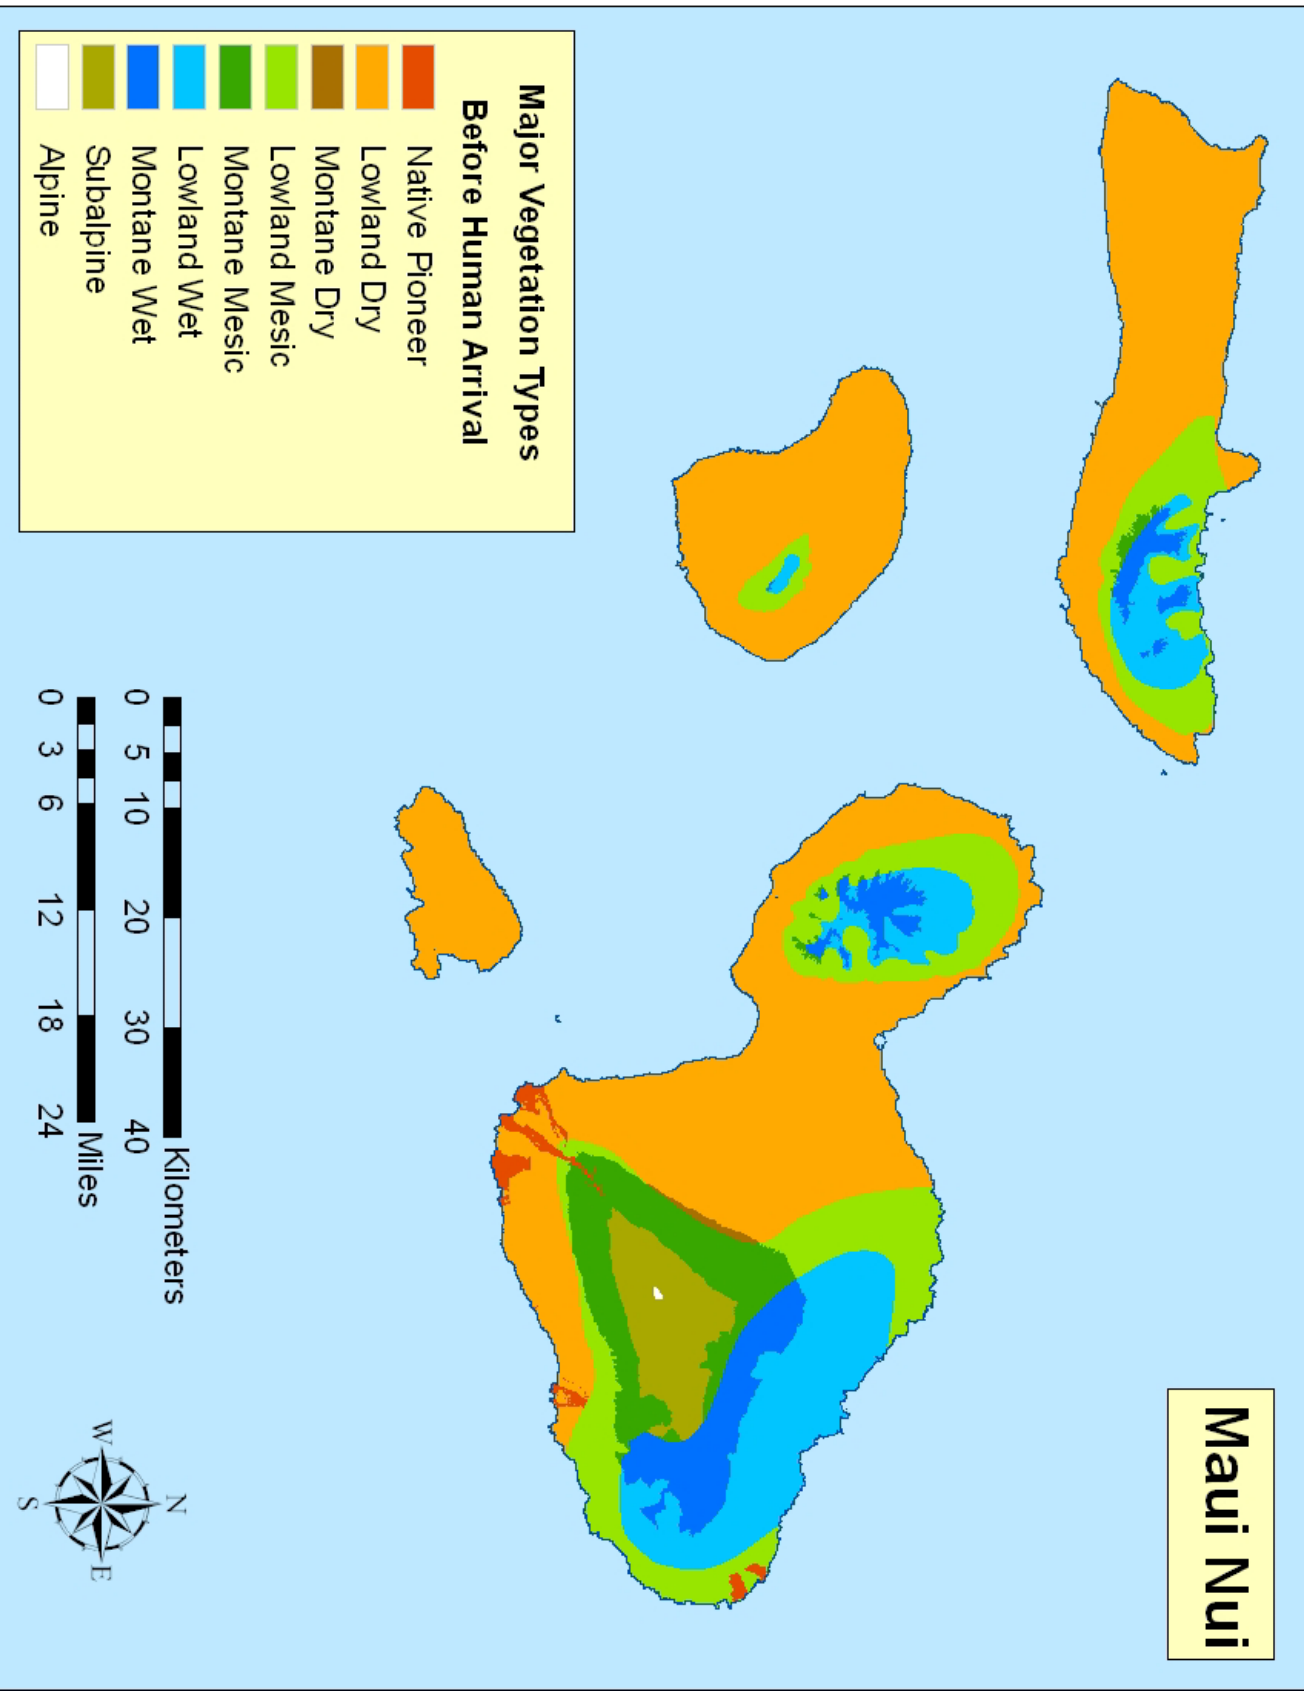 Maui Nui
Major Vegetation Types
Before Human Arrival
Native Pioneer
Lowland Dry
Montane Dry
Lowland Mesic
Montane Mesic
Lowland Wet
Montane Wet
Subalpine
Alpine
0 5 10 20 30 40
Kilometers
0 3 6 12 18 24
Miles
N
W E
S